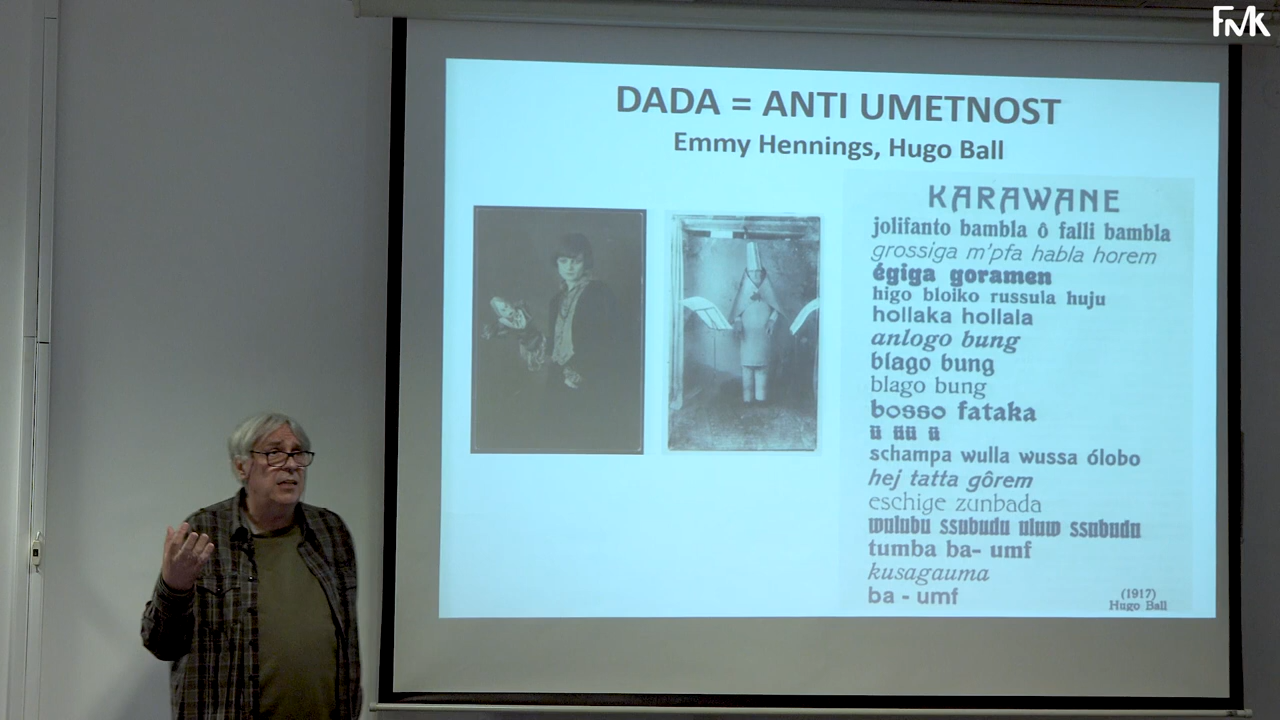 FMK
DADA = ANTI UMETNOST
Emmy Hennings, Hugo Ball
KARAWANE
jolifanto bambla ô falli bambla
grossiga m'pfa habla horem
égiga goramen
higo bloiko russula huju
hollaka hollala
anlogo bung
blago bung
blago bung
bosso fataka
ü üü ü
schampa wulla wussa ólobo
hej tatta gôrem
eschige zunbada
wulubu ssubudu uluw ssubudu
tumba ba- umf
kusagauma
ba - umf
(1917)
Hugo Ball